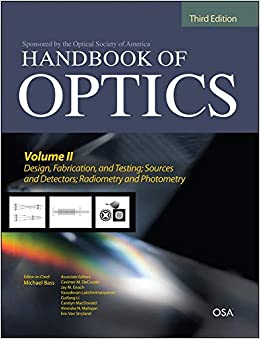 Third Edition
Sponsored by the Optical Society of America
HANDBOOK OF
OPTICS
Volume II
Design, Fabrication, and Testing; Sources
and Detectors; Radiometry and Photometry
Editor-in-Chief
Michael Bass
Associate Editors
Casimer M. DeCusatis
Jay M. Enoch
Vasudevan Lakshminarayanan
Guifang Li
Carolyn MacDonald
Virendra N. Mahajan
Eric Van Stryland
OSA